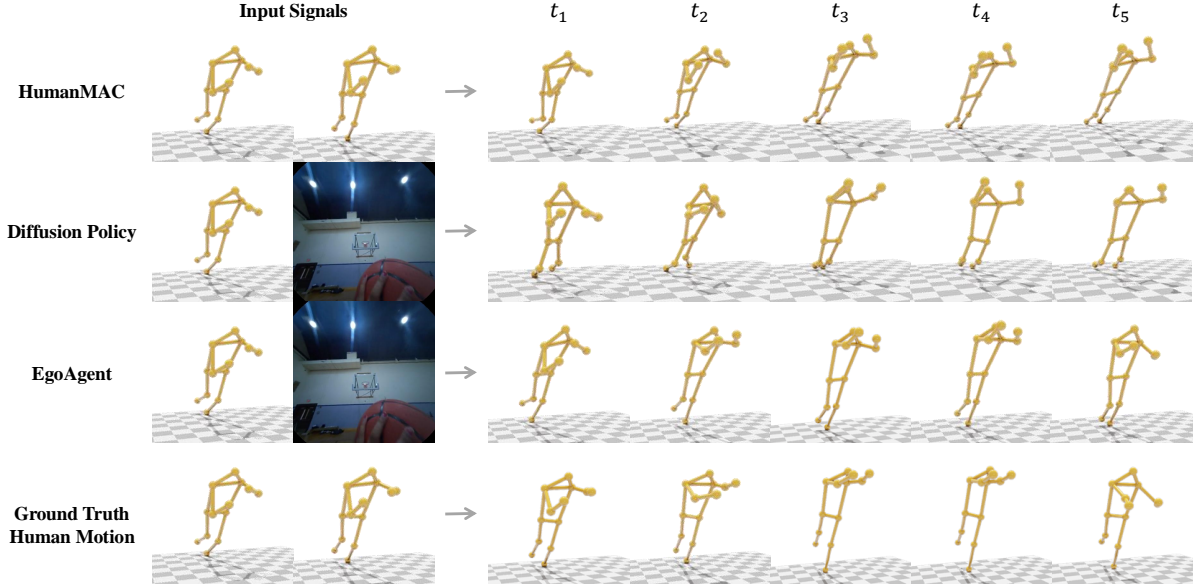 Input Signals
t₁ t₂ t₃ t₄ t₅
HumanMAC
Diffusion Policy
EgoAgent
Ground Truth
Human Motion